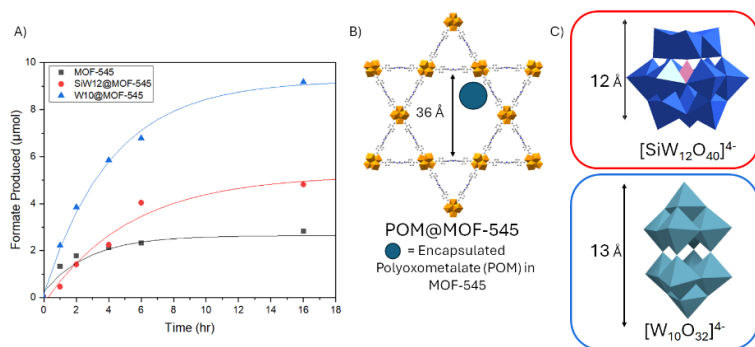 A)
Formate Produced (μmol)
10
8
6
4
2
0
MOF-545
SiW12@MOF-545
W10@MOF-545
0 2 4 6 8 10 12 14 16 18
Time (hr)
B)
36 Å
POM@MOF-545
= Encapsulated
Polyoxometalate (POM) in
MOF-545
C)
12 Å
[SiW₁₂O₄₀]⁴⁻
13 Å
[W₁₀O₃₂]⁴⁻